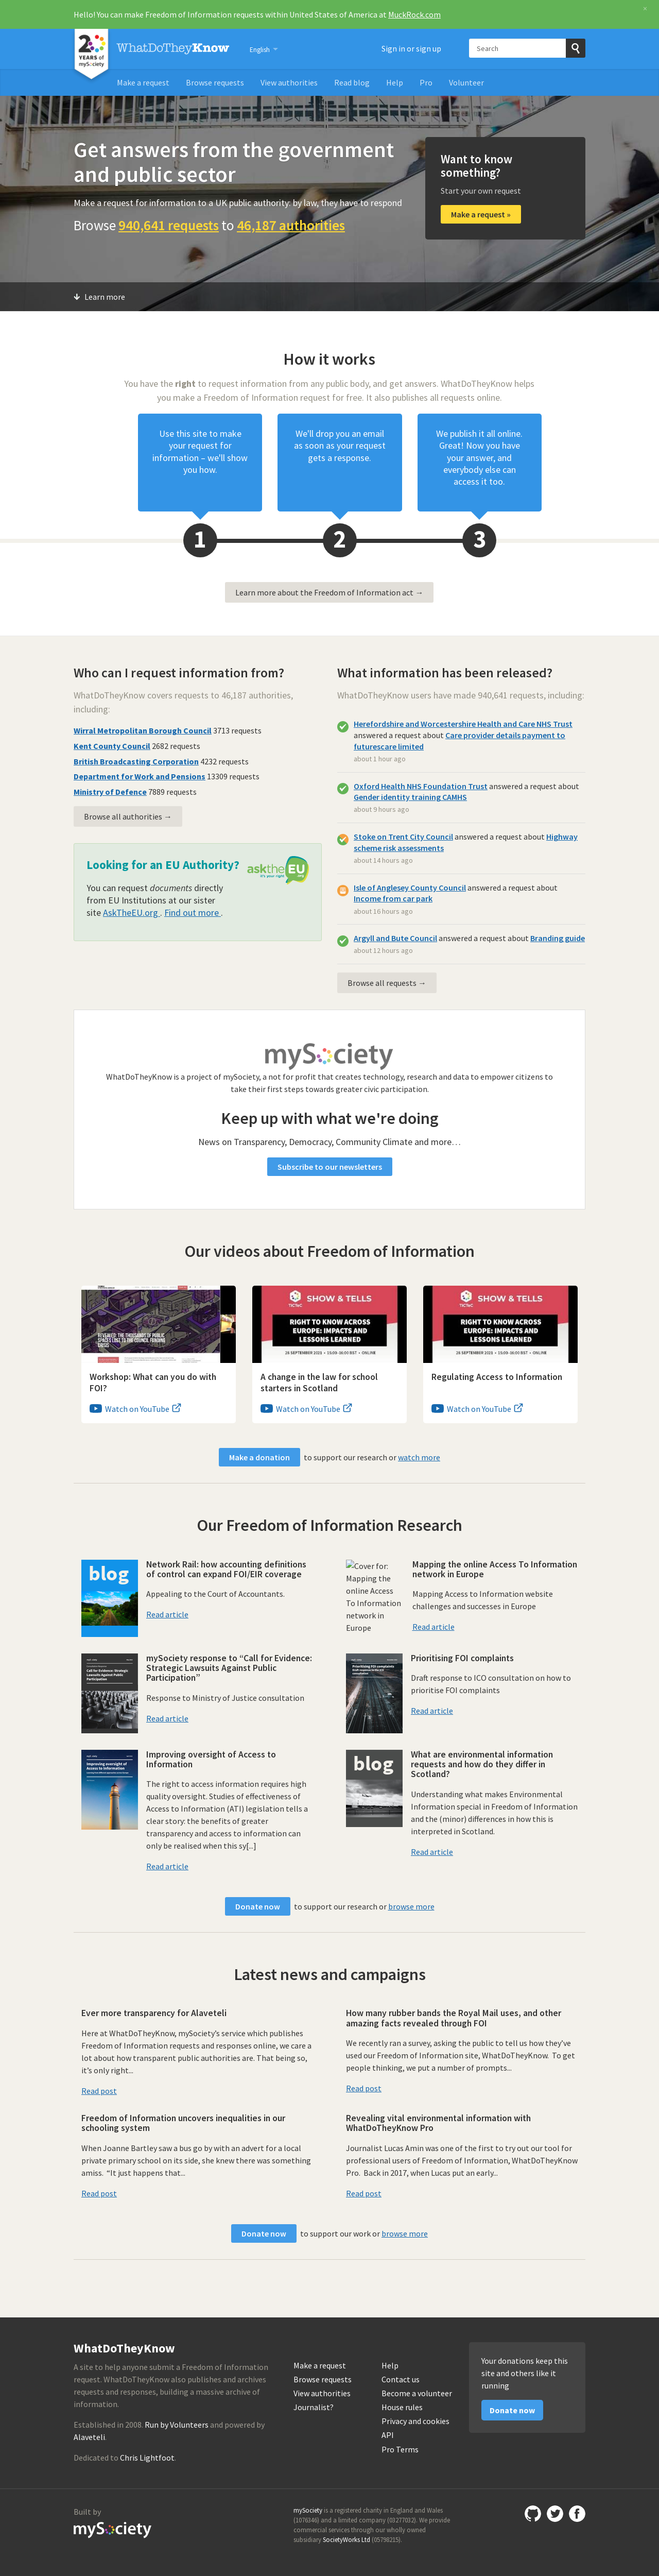 Hello! You can make Freedom of Information requests within United States of America at MuckRock.com
×
20
YEARS of
mySociety
WhatDoTheyKnow
English
Sign in or sign up
Search
Make a request
Browse requests
View authorities
Read blog
Help
Pro
Volunteer
Get answers from the government
and public sector
Make a request for information to a UK public authority: by law, they have to respond
Browse 940,641 requests to 46,187 authorities
Want to know
something?
Start your own request
Make a request »
Learn more
How it works
You have the right to request information from any public body, and get answers. WhatDoTheyKnow helps
you make a Freedom of Information request for free. It also publishes all requests online.
Use this site to make
your request for
information – we'll show
you how.
We'll drop you an email
as soon as your request
gets a response.
We publish it all online.
Great! Now you have
your answer, and
everybody else can
access it too.
1
2
3
Learn more about the Freedom of Information act →
Who can I request information from?
WhatDoTheyKnow covers requests to 46,187 authorities,
including:
Wirral Metropolitan Borough Council 3713 requests
Kent County Council 2682 requests
British Broadcasting Corporation 4232 requests
Department for Work and Pensions 13309 requests
Ministry of Defence 7889 requests
Browse all authorities →
Looking for an EU Authority?
asktheEU
it's your right
You can request documents directly
from EU Institutions at our sister
site AskTheEU.org . Find out more .
What information has been released?
WhatDoTheyKnow users have made 940,641 requests, including:
Herefordshire and Worcestershire Health and Care NHS Trust
answered a request about Care provider details payment to
futurescare limited
about 1 hour ago
Oxford Health NHS Foundation Trust answered a request about
Gender identity training CAMHS
about 9 hours ago
Stoke on Trent City Council answered a request about Highway
scheme risk assessments
about 14 hours ago
Isle of Anglesey County Council answered a request about
Income from car park
about 16 hours ago
Argyll and Bute Council answered a request about Branding guide
about 12 hours ago
Browse all requests →
mySociety
WhatDoTheyKnow is a project of mySociety, a not for profit that creates technology, research and data to empower citizens to
take their first steps towards greater civic participation.
Keep up with what we're doing
News on Transparency, Democracy, Community Climate and more…
Subscribe to our newsletters
Our videos about Freedom of Information
REVEALED: THE THOUSANDS OF PUBLIC
SPACES LOST TO THE COUNCIL FUNDING
CRISIS
SHOW & TELLS
RIGHT TO KNOW ACROSS
EUROPE: IMPACTS AND
LESSONS LEARNED
SHOW & TELLS
RIGHT TO KNOW ACROSS
EUROPE: IMPACTS AND
LESSONS LEARNED
Workshop: What can you do with
FOI?
Watch on YouTube
A change in the law for school
starters in Scotland
Watch on YouTube
Regulating Access to Information
Watch on YouTube
Make a donation to support our research or watch more
Our Freedom of Information Research
blog
Network Rail: how accounting definitions
of control can expand FOI/EIR coverage
Appealing to the Court of Accountants.
Read article
Cover for:
Mapping the
online Access
To Information
network in
Europe
Mapping the online Access To Information
network in Europe
Mapping Access to Information website
challenges and successes in Europe
Read article
mySociety response to “Call for Evidence:
Strategic Lawsuits Against Public
Participation”
Response to Ministry of Justice consultation
Read article
Prioritising FOI complaints
Draft response to ICO consultation on how to
prioritise FOI complaints
Read article
Improving oversight of
Access to Information
Improving oversight of Access to
Information
The right to access information requires high
quality oversight. Studies of effectiveness of
Access to Information (ATI) legislation tells a
clear story: the benefits of greater
transparency and access to information can
only be realised when this sy[...]
Read article
blog
What are environmental information
requests and how do they differ in
Scotland?
Understanding what makes Environmental
Information special in Freedom of Information
and the (minor) differences in how this is
interpreted in Scotland.
Read article
Donate now to support our research or browse more
Latest news and campaigns
Ever more transparency for Alaveteli
Here at WhatDoTheyKnow, mySociety’s service which publishes
Freedom of Information requests and responses online, we care a
lot about how transparent public authorities are. That being so,
it’s only right...
Read post
How many rubber bands the Royal Mail uses, and other
amazing facts revealed through FOI
We recently ran a survey, asking the public to tell us how they’ve
used our Freedom of Information site, WhatDoTheyKnow. To get
people thinking, we put a number of prompts...
Read post
Freedom of Information uncovers inequalities in our
schooling system
When Joanne Bartley saw a bus go by with an advert for a local
private primary school on its side, she knew there was something
amiss. “It just happens that...
Read post
Revealing vital environmental information with
WhatDoTheyKnow Pro
Journalist Lucas Amin was one of the first to try out our tool for
professional users of Freedom of Information, WhatDoTheyKnow
Pro. Back in 2017, when Lucas put an early...
Read post
Donate now to support our work or browse more
WhatDoTheyKnow
A site to help anyone submit a Freedom of Information
request. WhatDoTheyKnow also publishes and archives
requests and responses, building a massive archive of
information.
Established in 2008. Run by Volunteers and powered by
Alaveteli.
Dedicated to Chris Lightfoot.
Make a request
Browse requests
View authorities
Journalist?
Help
Contact us
Become a volunteer
House rules
Privacy and cookies
API
Pro Terms
Your donations keep this
site and others like it
running
Donate now
Built by
mySociety
mySociety is a registered charity in England and Wales
(1076346) and a limited company (03277032). We provide
commercial services through our wholly owned
subsidiary SocietyWorks Ltd (05798215).